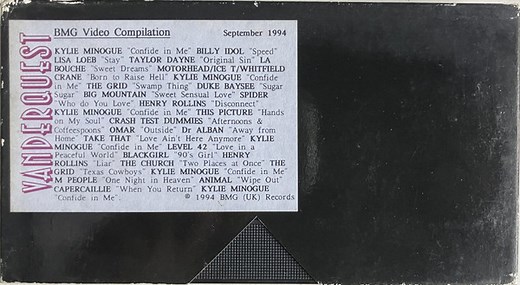 VANDERQUEST
BMG Video Compilation September 1994
KYLIE MINOGUE "Confide in Me" BILLY IDOL "Speed"
LISA LOEB "Stay" TAYLOR DAYNE "Original Sin" LA
BOUCHE "Sweet Dreams" MOTORHEAD/ICE T/WHITFIELD
CRANE "Born to Raise Hell" KYLIE MINOGUE "Confide
in Me" THE GRID "Swamp Thing" DUKE BAYSEE "Sugar
Sugar" BIG MOUNTAIN "Sweet Sensual Love" SPIDER
"Who do You Love" HENRY ROLLINS "Disconnect"
KYLIE MINOGUE "Confide in Me" THIS PICTURE "Hands
on My Soul" CRASH TEST DUMMIES "Afternoons &
Coffeespoons" OMAR "Outside" Dr ALBAN "Away from
Home" TAKE THAT "Love Ain't Here Anymore" KYLIE
MINOGUE "Confide in Me" LEVEL 42 "Love in a
Peaceful World" BLACKGIRL "90's Girl" HENRY
ROLLINS "Liar" THE CHURCH "Two Places at Once" THE
GRID "Texas Cowboys" KYLIE MINOGUE "Confide in Me"
M PEOPLE "One Night in Heaven" ANIMAL "Wipe Out"
CAPERCAILLIE "When You Return" KYLIE MINOGUE
"Confide in Me". © 1994 BMG (UK) Records